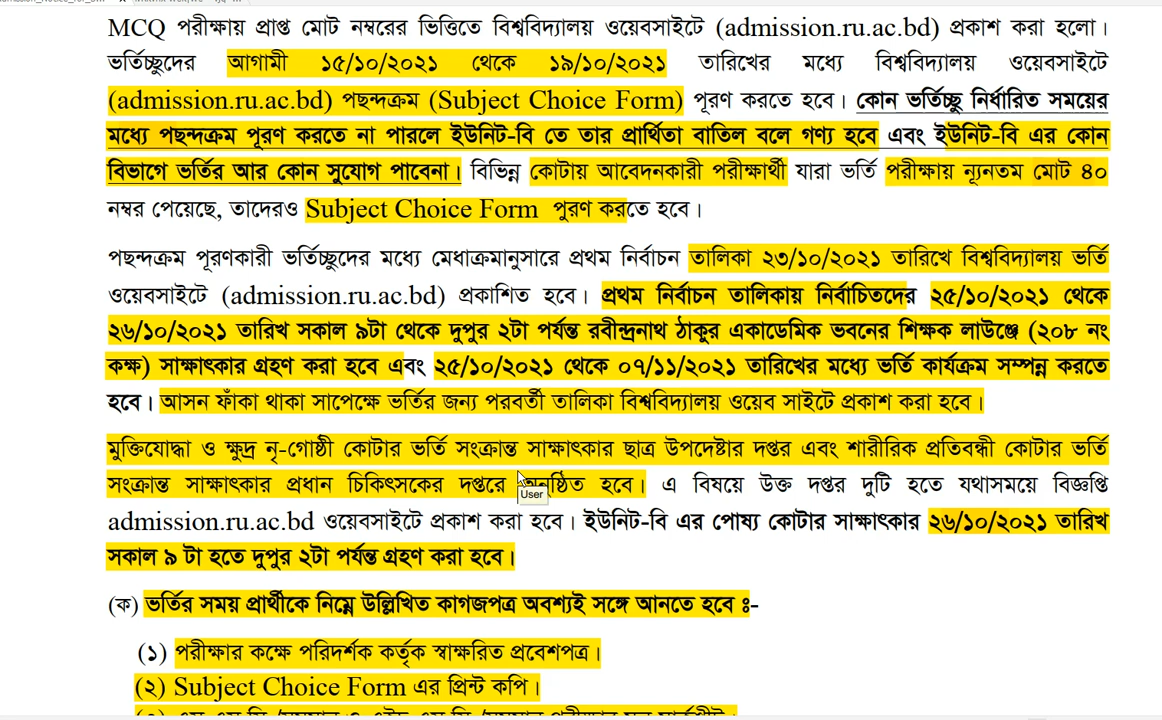 MCQ পরীক্ষায় প্রাপ্ত মোট নম্বরের ভিত্তিতে বিশ্ববিদ্যালয় ওয়েবসাইটে (admission.ru.ac.bd) প্রকাশ করা হলো।
ভর্তিচ্ছুদের আগামী ১৫/১০/২০২১ থেকে ১৯/১০/২০২১ তারিখের মধ্যে বিশ্ববিদ্যালয় ওয়েবসাইটে
(admission.ru.ac.bd) পছন্দক্রম (Subject Choice Form) পূরণ করতে হবে। কোন ভর্তিচ্ছু নির্ধারিত সময়ের
মধ্যে পছন্দক্রম পূরণ করতে না পারলে ইউনিট-বি তে তার প্রার্থিতা বাতিল বলে গণ্য হবে এবং ইউনিট-বি এর কোন
বিভাগে ভর্তির আর কোন সুযোগ পাবেনা। বিভিন্ন কোটায় আবেদনকারী পরীক্ষার্থী যারা ভর্তি পরীক্ষায় ন্যূনতম মোট ৪০
নম্বর পেয়েছে, তাদেরও Subject Choice Form পুরণ করতে হবে।
পছন্দক্রম পূরণকারী ভর্তিচ্ছুদের মধ্যে মেধাক্রমানুসারে প্রথম নির্বাচন তালিকা ২৩/১০/২০২১ তারিখে বিশ্ববিদ্যালয় ভর্তি
ওয়েবসাইটে (admission.ru.ac.bd) প্রকাশিত হবে। প্রথম নির্বাচন তালিকায় নির্বাচিতদের ২৫/১০/২০২১ থেকে
২৬/১০/২০২১ তারিখ সকাল ৯টা থেকে দুপুর ২টা পর্যন্ত রবীন্দ্রনাথ ঠাকুর একাডেমিক ভবনের শিক্ষক লাউঞ্জে (২০৮ নং
কক্ষ) সাক্ষাৎকার গ্রহণ করা হবে এবং ২৫/১০/২০২১ থেকে ০৭/১১/২০২১ তারিখের মধ্যে ভর্তি কার্যক্রম সম্পন্ন করতে
হবে। আসন ফাঁকা থাকা সাপেক্ষে ভর্তির জন্য পরবর্তী তালিকা বিশ্ববিদ্যালয় ওয়েব সাইটে প্রকাশ করা হবে।
মুক্তিযোদ্ধা ও ক্ষুদ্র নৃ-গোষ্ঠী কোটার ভর্তি সংক্রান্ত সাক্ষাৎকার ছাত্র উপদেষ্টার দপ্তর এবং শারীরিক প্রতিবন্ধী কোটার ভর্তি
সংক্রান্ত সাক্ষাৎকার প্রধান চিকিৎসকের দপ্তরে অনুষ্ঠিত হবে। এ বিষয়ে উক্ত দপ্তর দুটি হতে যথাসময়ে বিজ্ঞপ্তি
User
admission.ru.ac.bd ওয়েবসাইটে প্রকাশ করা হবে। ইউনিট-বি এর পোষ্য কোটার সাক্ষাৎকার ২৬/১০/২০২১ তারিখ
সকাল ৯ টা হতে দুপুর ২টা পর্যন্ত গ্রহণ করা হবে।
(ক) ভর্তির সময় প্রার্থীকে নিম্নে উল্লিখিত কাগজপত্র অবশ্যই সঙ্গে আনতে হবে ঃ-
(১) পরীক্ষার কক্ষে পরিদর্শক কর্তৃক স্বাক্ষরিত প্রবেশপত্র।
(২) Subject Choice Form এর প্রিন্ট কপি।